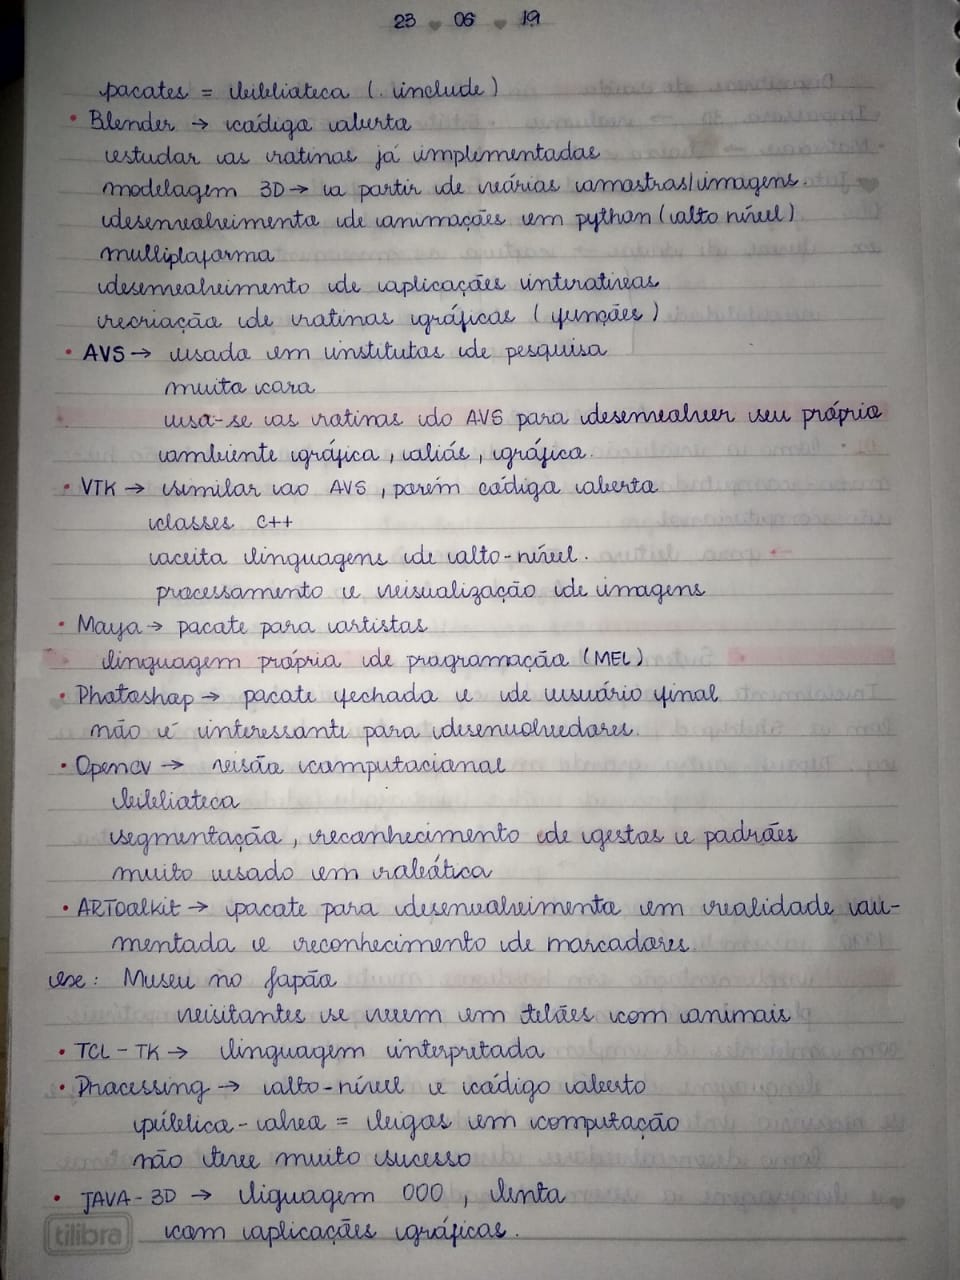 23 06 19
pacotes = biblioteca (. include)
• Blender → código aberto
estudar as rotinas já implementadas
modelagem 3D → a partir de várias amostras/imagens.
desenvolvimento de animações em python (alto nível)
multiplaforma
desenvolvimento de aplicações interativas
recriação de rotinas gráficas (funções)
• AVS → usado em institutos de pesquisa
muito caro
usa-se as rotinas do AVS para desenvolver seu próprio
ambiente gráfico, aliás, gráfico.
• VTK → similar ao AVS, porém código aberto
classes C++
aceita linguagens de alto-nível.
processamento e visualização de imagens
• Maya → pacote para artistas
linguagem própria de programação (MEL)
• Photoshop → pacote fechado e de usuário final
não é interessante para desenvolvedores.
• Opencv → visão computacional
biblioteca
segmentação, reconhecimento de gestos e padrões
muito usado em robótica
• ARToolkit → pacote para desenvolvimento em realidade au-
mentada e reconhecimento de marcadores.
ex: Museu no Japão
visitantes se veem em telões com animais
• TCL-TK → linguagem interpretada
• Processing → alto-nível e código aberto
público-alvo = leigos em computação
não teve muito sucesso
• JAVA-3D → liguagem OOO, lenta
com aplicações gráficas.
tilibra